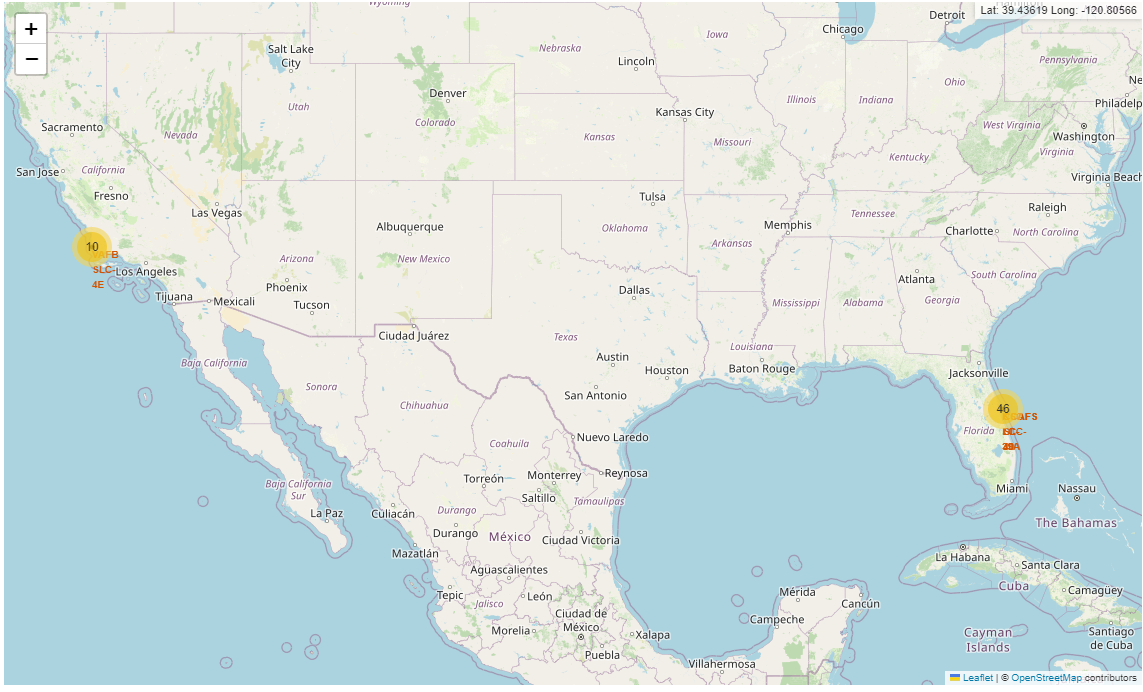 Lat: 39.43619 Long: -120.80566
+
−
México
Iowa
Detroit
Chicago
Salt Lake
City
Nebraska
Lincoln
Pennsylvania
Denver
Utah
Ohio
Illinois
Indiana
Ne
Philadelp
Kansas City
Colorado
Sacramento
Nevada
Kansas
Missouri
West Virginia
Washington
Virginia
Kentucky
San Jose
California
Fresno
Las Vegas
Tulsa
Virginia Beach
Raleigh
Albuquerque
Oklahoma
Memphis
Tennessee
Charlotte
North Carolina
10
VAFB
SLC-
4E
Los Angeles
Arizona
New Mexico
Arkansas
Atlanta
South Carolina
Phoenix
Tijuana
Mexicali
Tucson
Dallas
Mississippi
Alabama
Georgia
Ciudad Juárez
Texas
Louisiana
Baja California
Austin
Houston
Baton Rouge
Jacksonville
Sonora
San Antonio
Chihuahua
46
AFS
Florida
LC-
Coahuila
Nuevo Laredo
Torreón
Monterrey
Reynosa
Baja California
Sur
Saltillo
Tamaulipas
Miami
Nassau
La Paz
Culiacán
Durango
Durango
México
Ciudad Victoria
The Bahamas
Mazatlán
Aguascalientes
La Habana
Santa Clara
Cuba
Camagüey
Tepic
León
Jalisco
Mérida
Cancún
Ciudad de
México
Campeche
Morelia
Xalapa
Puebla
Cayman
Islands
Santiago
de Cuba
Villahermosa
Leaflet | © OpenStreetMap contributors